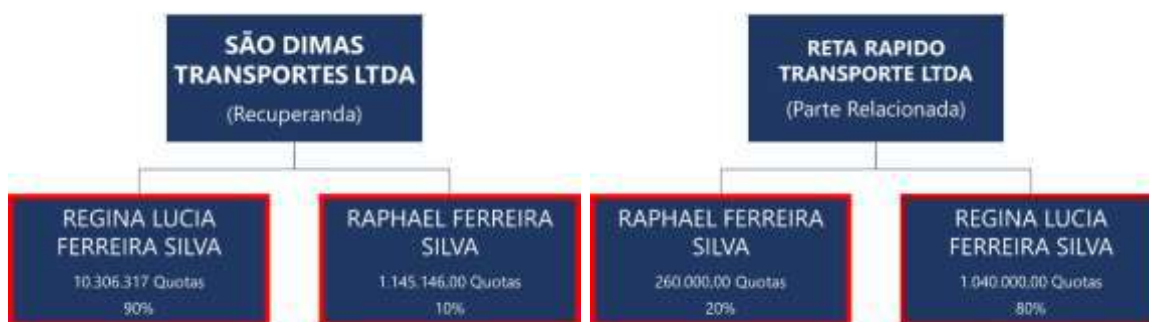 SÃO DIMAS
TRANSPORTES LTDA
(Recuperanda)
REGINA LUCIA
FERREIRA SILVA
10.306.317 Quotas
90%
RAPHAEL FERREIRA
SILVA
1.145.146,00 Quotas
10%
RETA RAPIDO
TRANSPORTE LTDA
(Parte Relacionada)
RAPHAEL FERREIRA
SILVA
260.000,00 Quotas
20%
REGINA LUCIA
FERREIRA SILVA
1.040.000,00 Quotas
80%